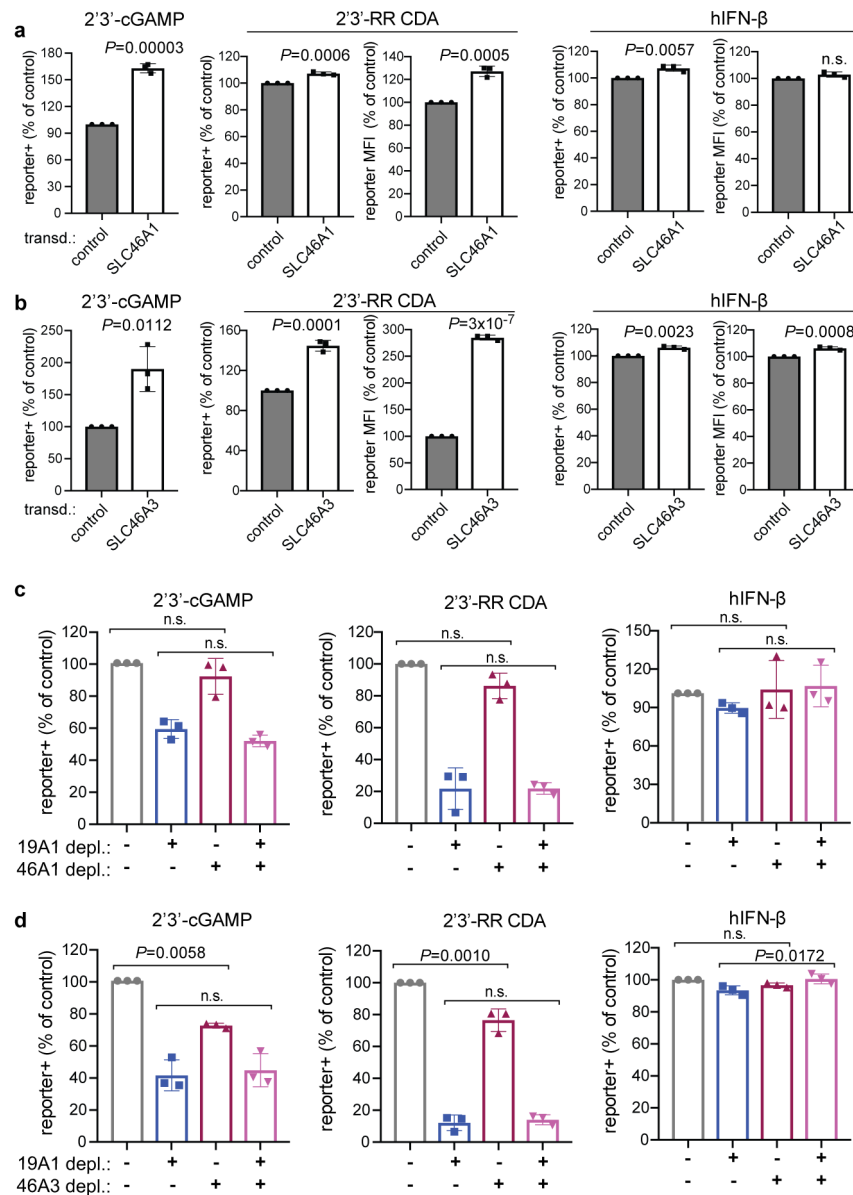 a
2'3'-cGAMP
2'3'-RR CDA
hIFN-β
P=0.00003
reporter+ (% of control)
180
150
120
90
60
30
0
control
SLC46A1
transd.:
P=0.0006
reporter+ (% of control)
120
100
80
60
40
20
0
control
SLC46A1
P=0.0005
reporter MFI (% of control)
140
120
100
80
60
40
20
0
control
SLC46A1
P=0.0057
reporter+ (% of control)
120
100
80
60
40
20
0
control
SLC46A1
n.s.
reporter MFI (% of control)
120
100
80
60
40
20
0
control
SLC46A1
b
2'3'-cGAMP
2'3'-RR CDA
hIFN-β
P=0.0112
reporter+ (% of control)
250
200
150
100
50
0
control
SLC46A3
transd.:
P=0.0001
reporter+ (% of control)
160
120
80
40
0
control
SLC46A3
P=3x10-7
reporter MFI (% of control)
300
250
200
150
100
50
0
control
SLC46A3
P=0.0023
reporter+ (% of control)
120
100
80
60
40
20
0
control
SLC46A3
P=0.0008
reporter MFI (% of control)
120
100
80
60
40
20
0
control
SLC46A3
c
2'3'-cGAMP
n.s.
n.s.
reporter+ (% of control)
120
100
80
60
40
20
0
19A1 depl.: - + - +
46A1 depl.: - - + +
2'3'-RR CDA
n.s.
n.s.
reporter+ (% of control)
120
100
80
60
40
20
0
- + - +
- - + +
hIFN-β
n.s.
n.s.
reporter+ (% of control)
150
120
90
60
30
0
- + - +
- - + +
d
2'3'-cGAMP
P=0.0058
n.s.
reporter+ (% of control)
120
100
80
60
40
20
0
19A1 depl.: - + - +
46A3 depl.: - - + +
2'3'-RR CDA
P=0.0010
n.s.
reporter+ (% of control)
120
100
80
60
40
20
0
- + - +
- - + +
hIFN-β
n.s.
P=0.0172
reporter+ (% of control)
120
100
80
60
40
20
0
- + - +
- - + +